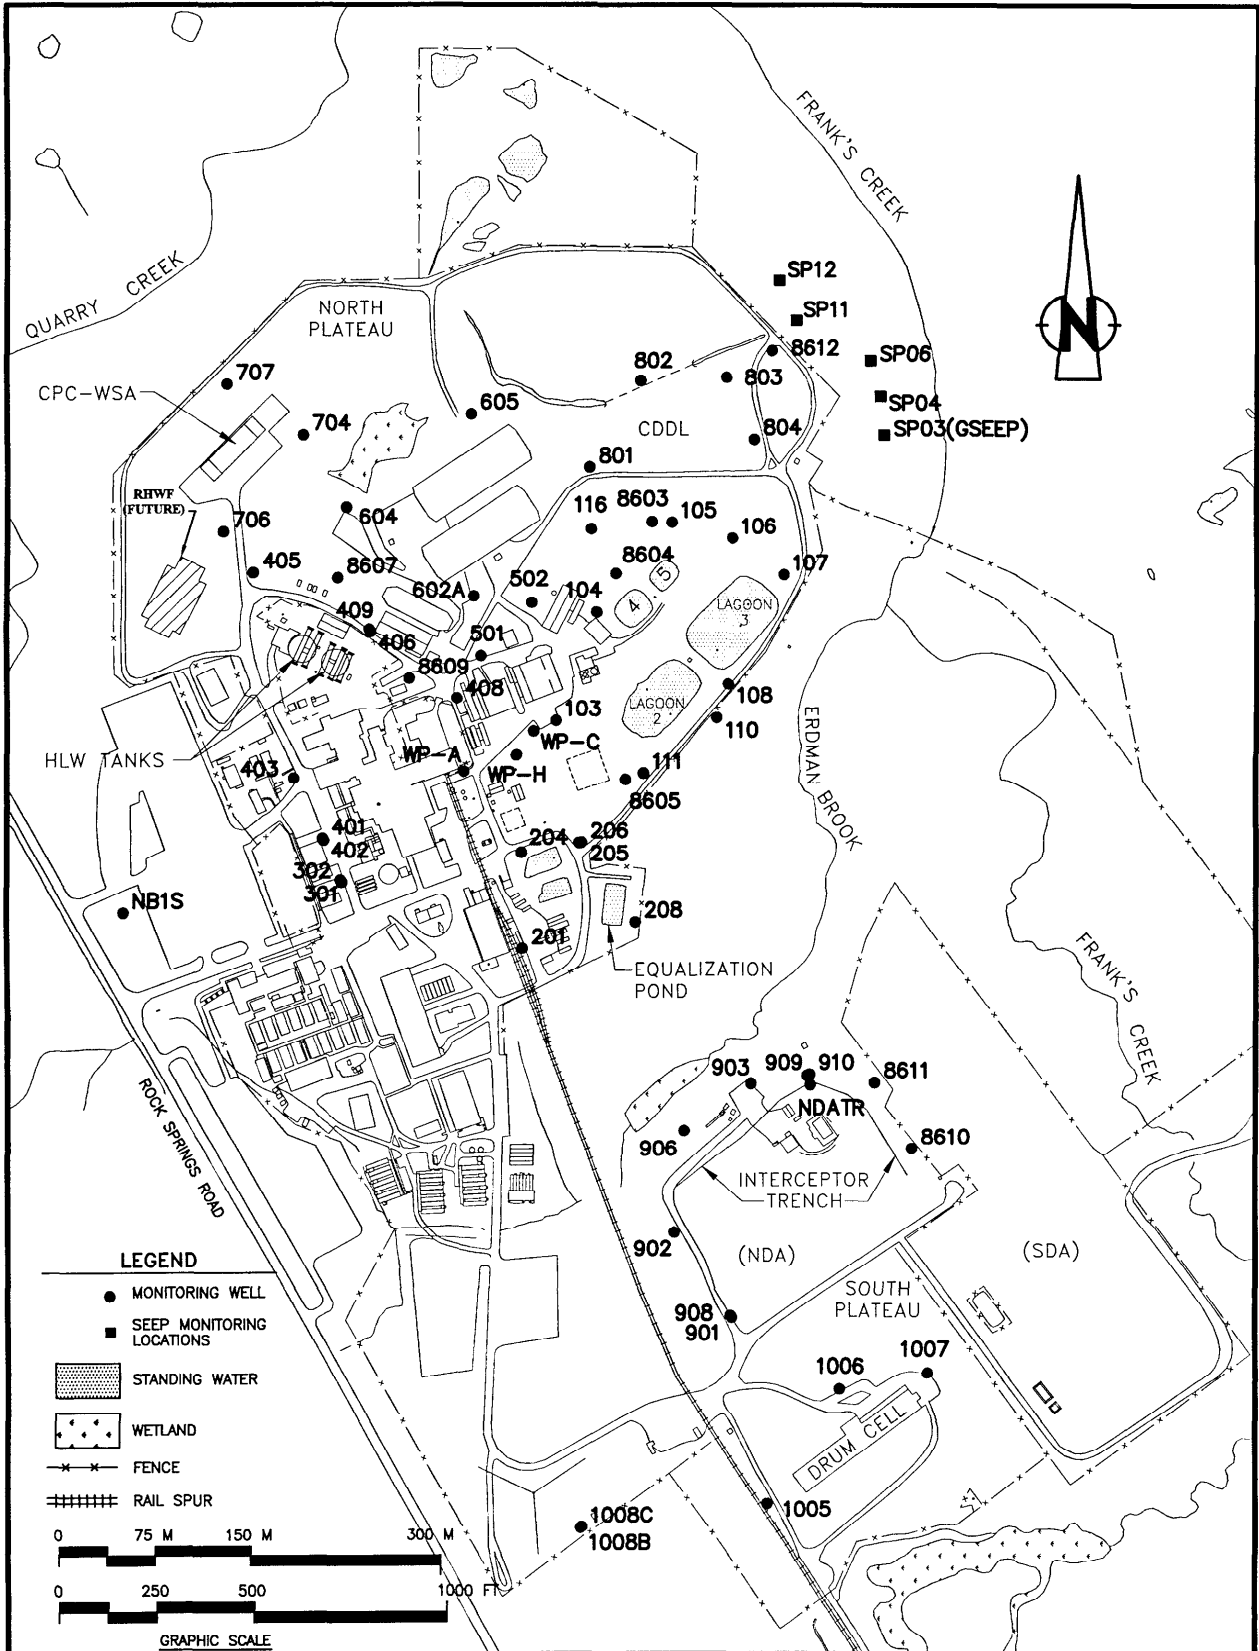 FRANK'S CREEK
QUARRY CREEK
SP12
SP11
NORTH
PLATEAU
8612
SP06
N
802
803
707
CPC-WSA
SP04
605
704
CDDL
804
SP03(GSEEP)
801
RHWF
(FUTURE)
116
8603
105
706
604
106
405
8607
8604
107
602A
502
104
5
4
LAGOON
3
409
406
501
8609
408
108
LAGOON
2
103
110
ERDMAN BROOK
WP-C
HLW TANKS
WP-A
WP-H
111
403
8605
401
402
204
206
205
302
301
NB1S
208
201
EQUALIZATION
POND
FRANK'S CREEK
903
909
910
8611
NDATR
ROCK SPRINGS ROAD
906
8610
INTERCEPTOR
TRENCH
902
(NDA)
(SDA)
LEGEND
MONITORING WELL
SEEP MONITORING
LOCATIONS
STANDING WATER
WETLAND
FENCE
RAIL SPUR
SOUTH
PLATEAU
908
901
1006
1007
DRUM CELL
1005
1008C
1008B
0 75 M 150 M 300 M
0 250 500 1000 FT
GRAPHIC SCALE